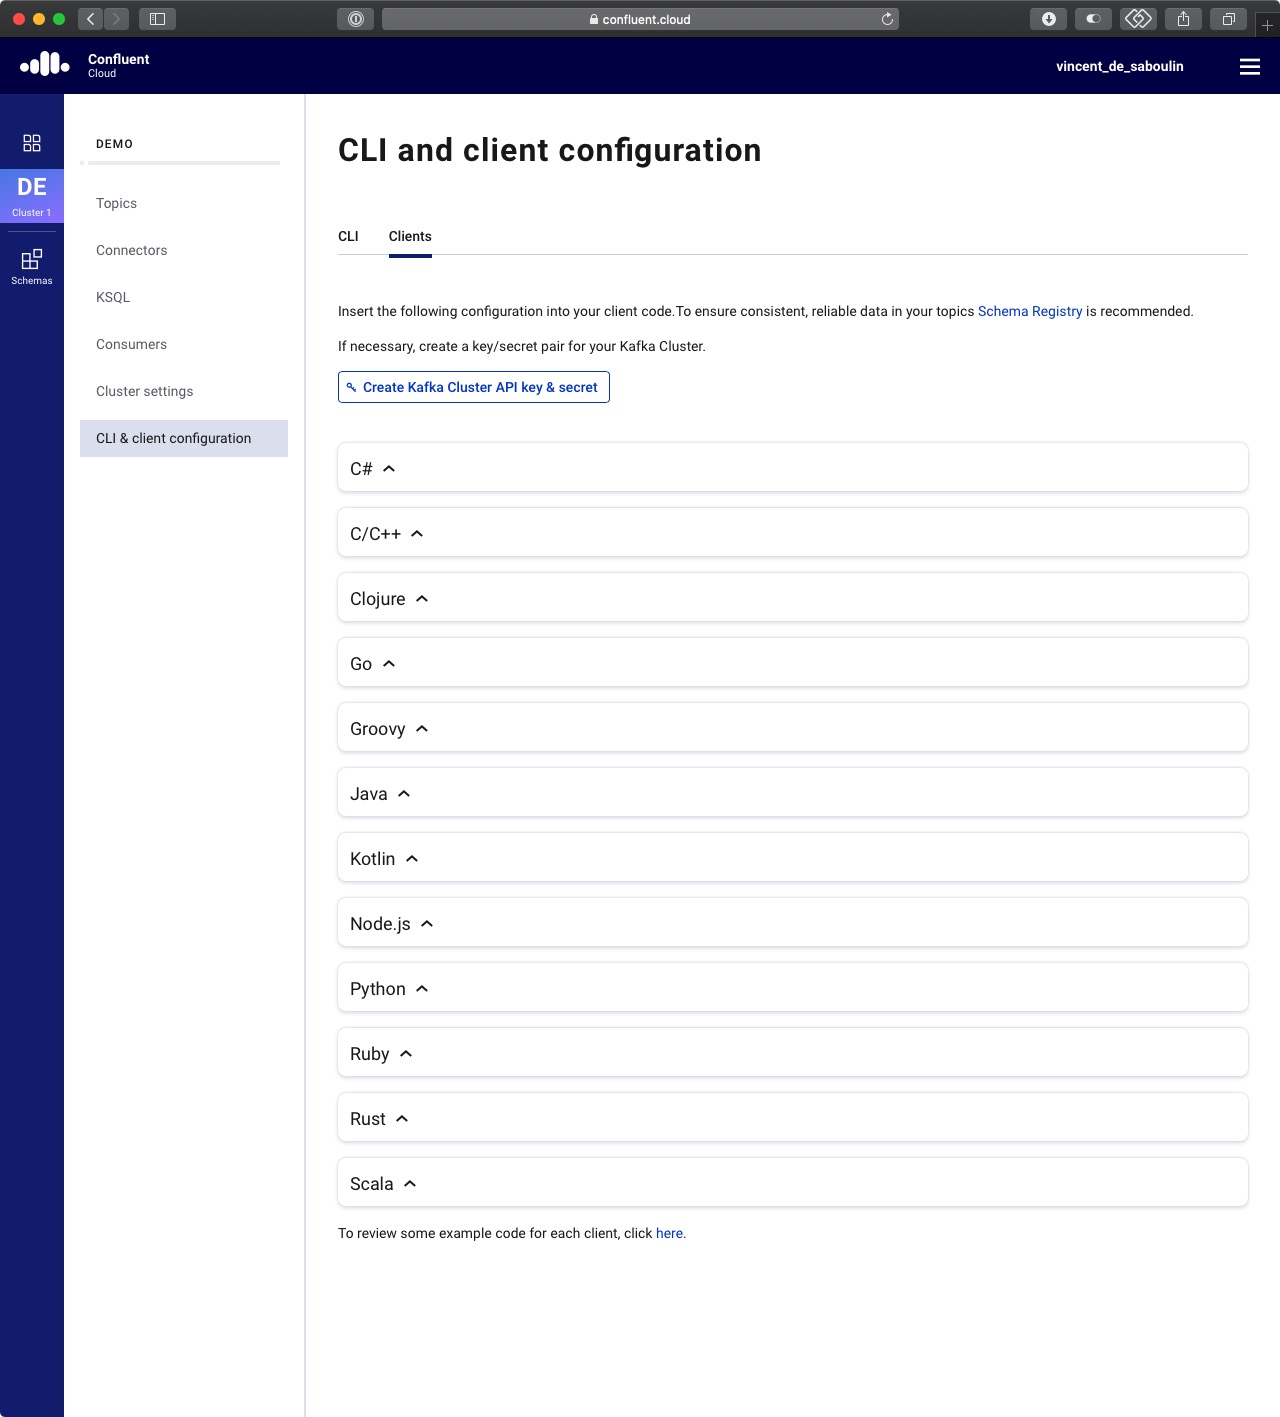 confluent.cloud
Confluent
Cloud
vincent_de_saboulin
DE
Cluster 1
Schemas
DEMO
Topics
Connectors
KSQL
Consumers
Cluster settings
CLI & client configuration
CLI and client configuration
CLI Clients
Insert the following configuration into your client code.To ensure consistent, reliable data in your topics Schema Registry is recommended.
If necessary, create a key/secret pair for your Kafka Cluster.
Create Kafka Cluster API key & secret
C#
C/C++
Clojure
Go
Groovy
Java
Kotlin
Node.js
Python
Ruby
Rust
Scala
To review some example code for each client, click here.